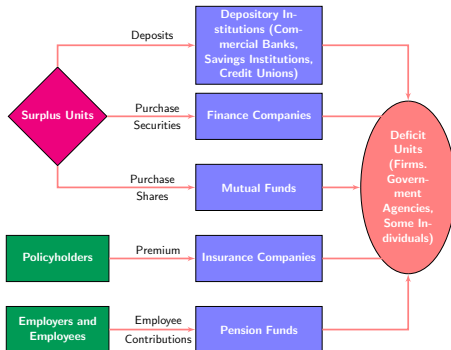 Depository In-
stitutions (Com-
mercial Banks,
Savings Institutions,
Credit Unions)
Deposits
Surplus Units
Purchase
Securities
Finance Companies
Deficit
Units
(Firms.
Gover-
nment
Agencies,
Some In-
dividuals)
Purchase
Shares
Mutual Funds
Policyholders
Premium
Insurance Companies
Employers and
Employees
Employee
Contributions
Pension Funds